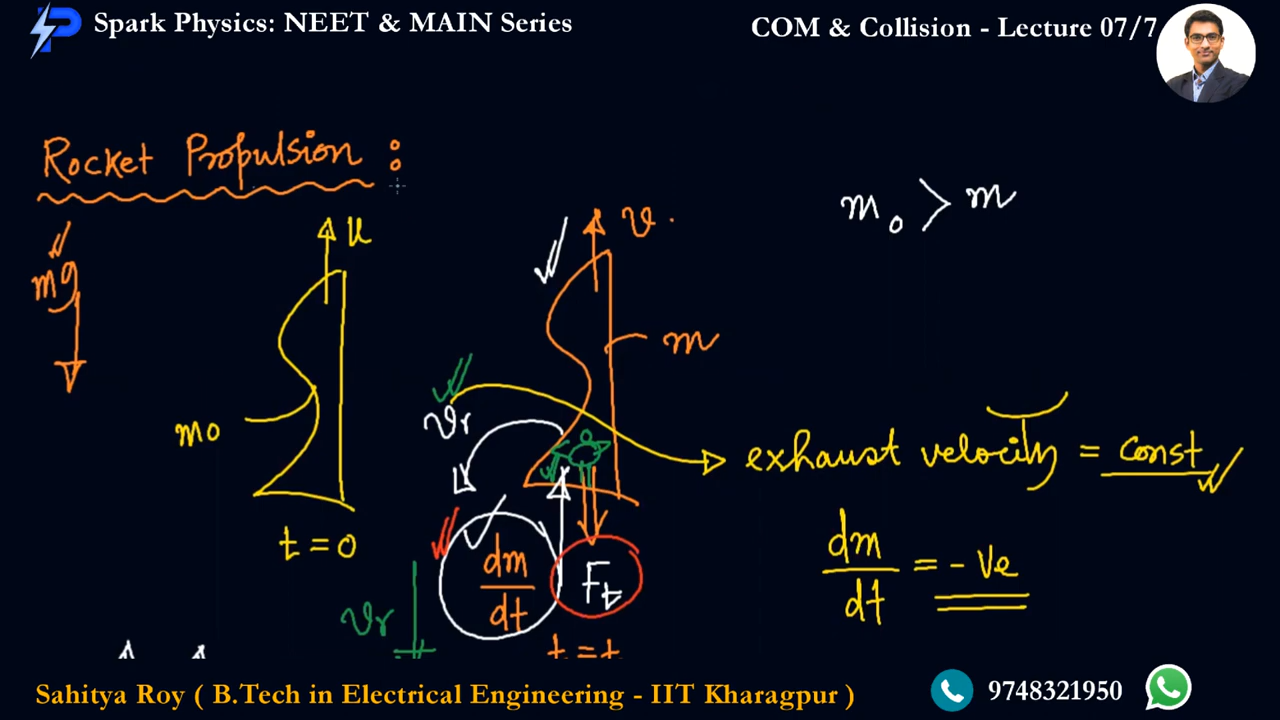 Spark Physics: NEET & MAIN Series
COM & Collision - Lecture 07/7
Rocket Propulsion :
m₀ > m
mg
u
v
m
m₀
vᵣ
exhaust velocity = const
t = 0
dm/dt
Fₜ
dm/dt = -ve
vᵣ
t = t
Sahitya Roy ( B.Tech in Electrical Engineering - IIT Kharagpur )
9748321950